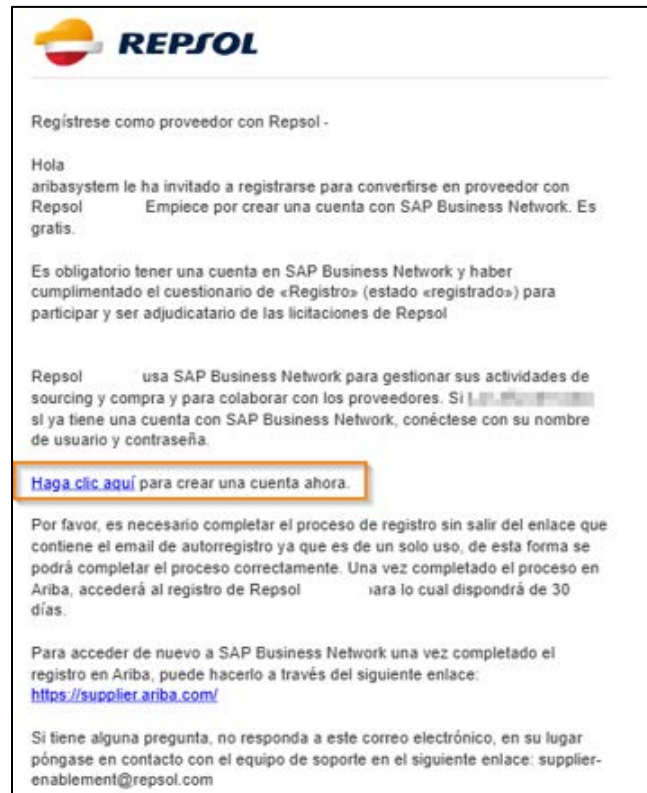 REPSOL
Regístrese como proveedor con Repsol -
Hola
aribasystem le ha invitado a registrarse para convertirse en proveedor con
Repsol Empiece por crear una cuenta con SAP Business Network. Es
gratis.
Es obligatorio tener una cuenta en SAP Business Network y haber
cumplimentado el cuestionario de «Registro» (estado «registrado») para
participar y ser adjudicatario de las licitaciones de Repsol
Repsol usa SAP Business Network para gestionar sus actividades de
sourcing y compra y para colaborar con los proveedores. Si
sl ya tiene una cuenta con SAP Business Network, conéctese con su nombre
de usuario y contraseña.
Haga clic aquí para crear una cuenta ahora.
Por favor, es necesario completar el proceso de registro sin salir del enlace que
contiene el email de autorregistro ya que es de un solo uso, de esta forma se
podrá completar el proceso correctamente. Una vez completado el proceso en
Ariba, accederá al registro de Repsol para lo cual dispondrá de 30
días.
Para acceder de nuevo a SAP Business Network una vez completado el
registro en Ariba, puede hacerlo a través del siguiente enlace:
https://supplier.ariba.com/
Si tiene alguna pregunta, no responda a este correo electrónico, en su lugar
póngase en contacto con el equipo de soporte en el siguiente enlace: supplier-
enablement@repsol.com